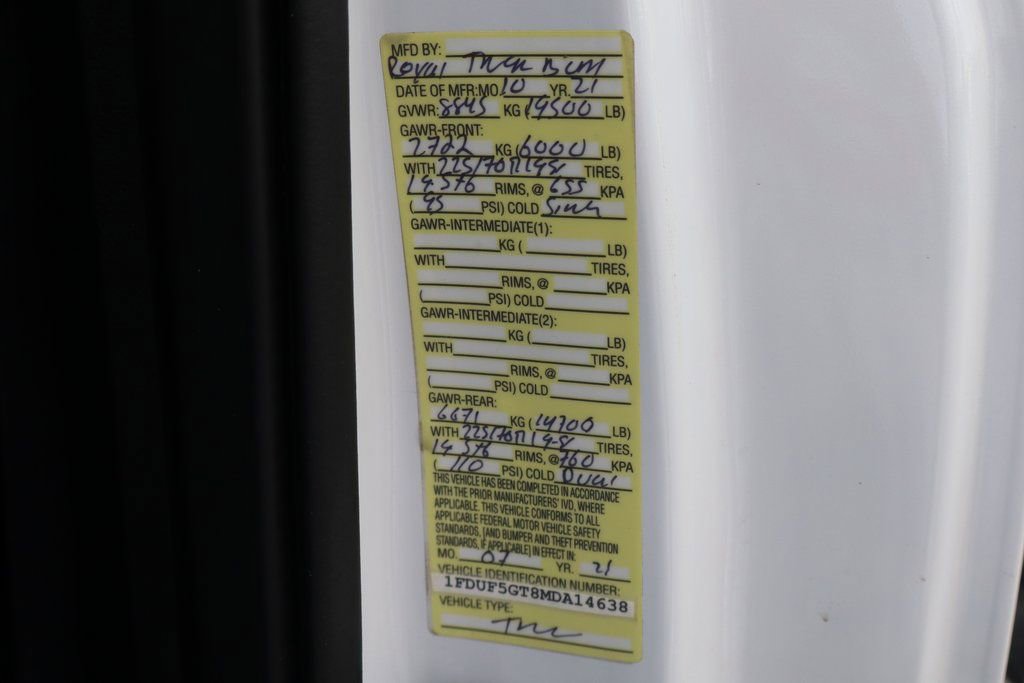 MFD BY:
Royal Truck Body
DATE OF MFR: MO. 10 YR. 21
GVWR: 8845 KG (19500 LB)
GAWR-FRONT:
2722 KG (6000 LB)
WITH 225/70R19.5 TIRES,
19.5x6 RIMS, @ 655 KPA
(95 PSI) COLD
GAWR-INTERMEDIATE(1):
KG ( LB)
WITH TIRES,
RIMS, @ KPA
( PSI) COLD
GAWR-INTERMEDIATE(2):
KG ( LB)
WITH TIRES,
RIMS, @ KPA
( PSI) COLD
GAWR-REAR:
6671 KG (14700 LB)
WITH 225/70R19.5 TIRES,
19.5x6 RIMS, @ 760 KPA
(110 PSI) COLD Dual
THIS VEHICLE HAS BEEN COMPLETED IN ACCORDANCE
WITH THE PRIOR MANUFACTURERS' IVD, WHERE
APPLICABLE. THIS VEHICLE CONFORMS TO ALL
APPLICABLE FEDERAL MOTOR VEHICLE SAFETY
STANDARDS, [AND BUMPER AND THEFT PREVENTION
STANDARDS, IF APPLICABLE] IN EFFECT IN:
MO. 07 YR. 21
VEHICLE IDENTIFICATION NUMBER:
1FDUF5GT8MDA14638
VEHICLE TYPE: